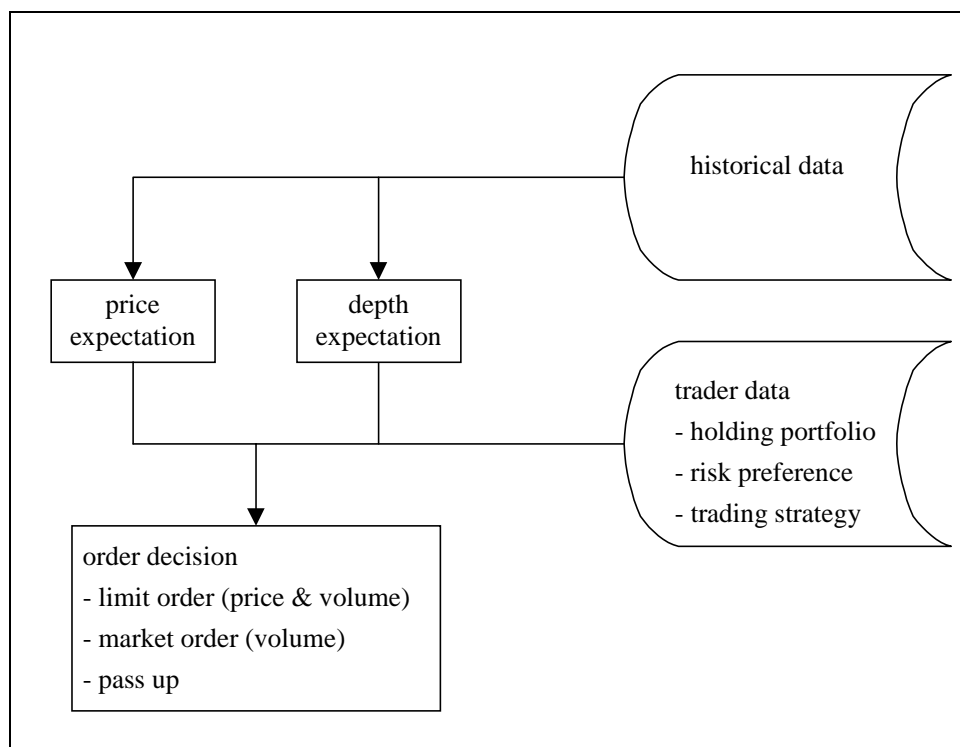 historical data
price
expectation
depth
expectation
trader data
- holding portfolio
- risk preference
- trading strategy
order decision
- limit order (price & volume)
- market order (volume)
- pass up